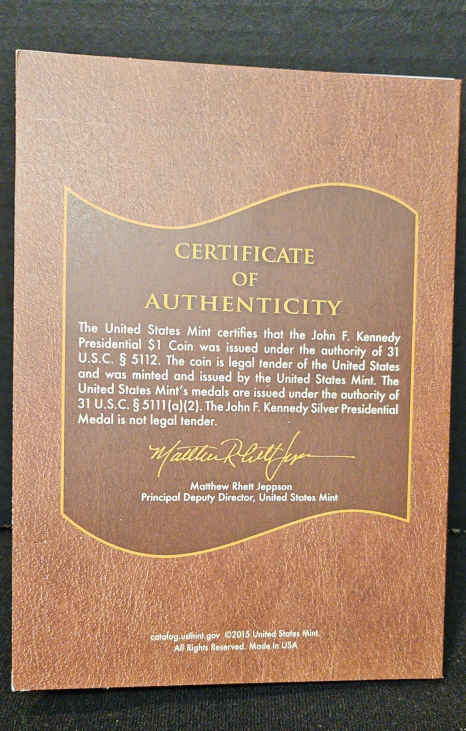 CERTIFICATE
OF
AUTHENTICITY
The United States Mint certifies that the John F. Kennedy
Presidential $1 Coin was issued under the authority of 31
U.S.C. § 5112. The coin is legal tender of the United States
and was minted and issued by the United States Mint. The
United States Mint's medals are issued under the authority of
31 U.S.C. § 5111(a)(2). The John F. Kennedy Silver Presidential
Medal is not legal tender.
Matthew Rhett Jeppson
Matthew Rhett Jeppson
Principal Deputy Director, United States Mint
catalog.usmint.gov ©2015 United States Mint.
All Rights Reserved. Made in USA